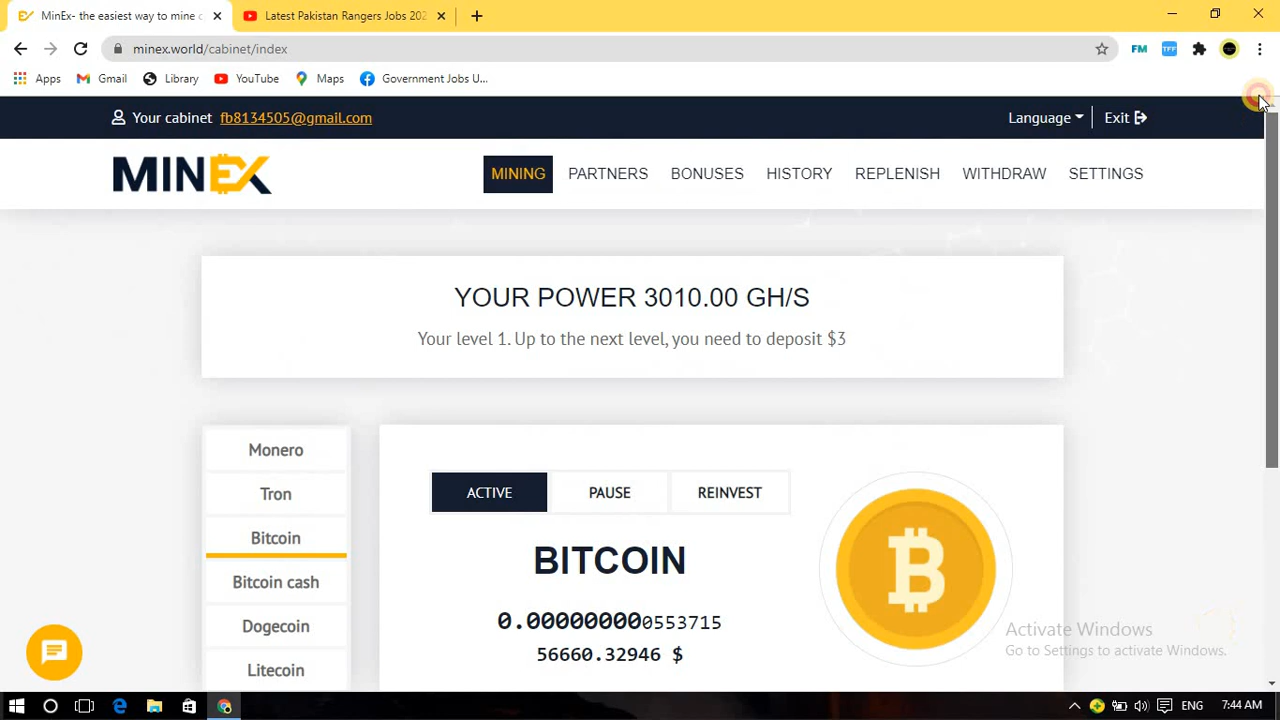 MinEx- the easiest way to mine c
Latest Pakistan Rangers Jobs 202
minex.world/cabinet/index
FM
TFF
Apps
Gmail
Library
YouTube
Maps
Government Jobs U...
Your cabinet fb8134505@gmail.com
Language
Exit
MINEX
MINING
PARTNERS
BONUSES
HISTORY
REPLENISH
WITHDRAW
SETTINGS
YOUR POWER 3010.00 GH/S
Your level 1. Up to the next level, you need to deposit $3
Monero
Tron
Bitcoin
Bitcoin cash
Dogecoin
Litecoin
ACTIVE
PAUSE
REINVEST
BITCOIN
0.000000000553715
56660.32946 $
Activate Windows
Go to Settings to activate Windows.
ENG
7:44 AM